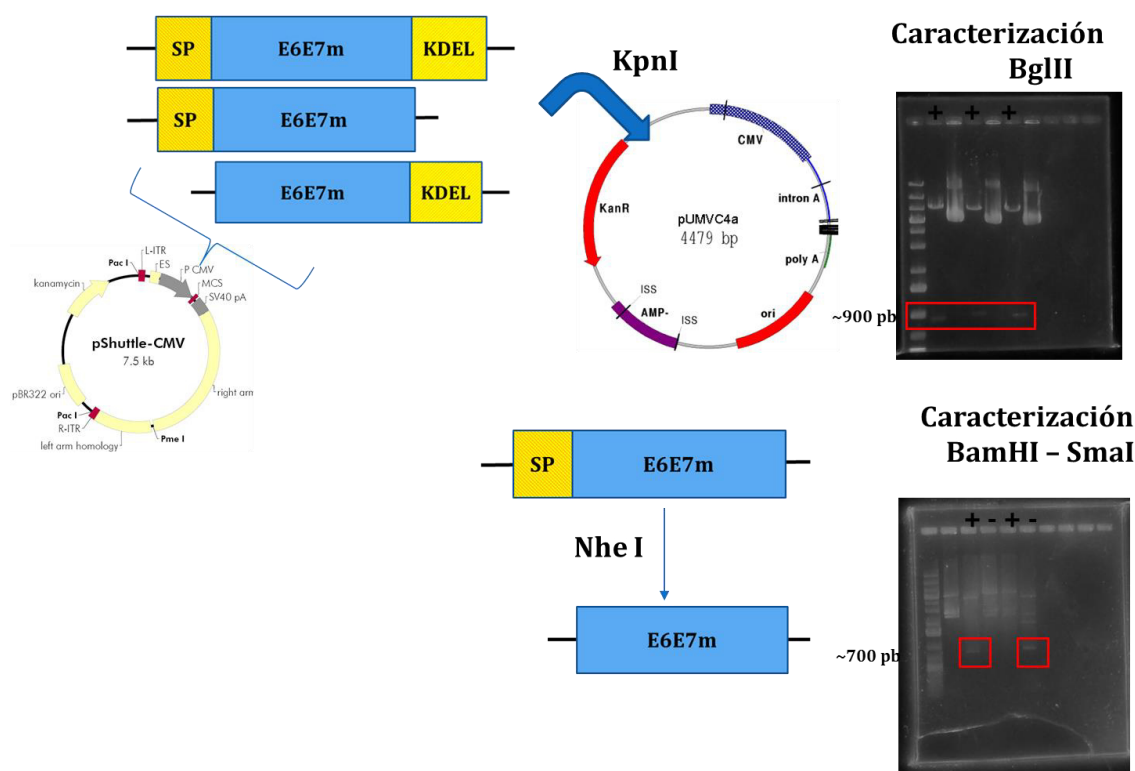 SP E6E7m KDEL
SP E6E7m
E6E7m KDEL
KpnI
CMV
intron A
KanR
pUMVC4a
4479 bp
poly A
ISS
AMP-
ISS
ori
L-ITR
Pac I
ES
P CMV
MCS
SV40 pA
kanamycin
pShuttle-CMV
7.5 kb
pBR322 ori
right arm
Pac I
R-ITR
left arm homology
Pme I
Caracterización
BglII
+ + +
~900 pb
SP E6E7m
Nhe I
E6E7m
Caracterización
BamHI – SmaI
+ - + -
~700 pb